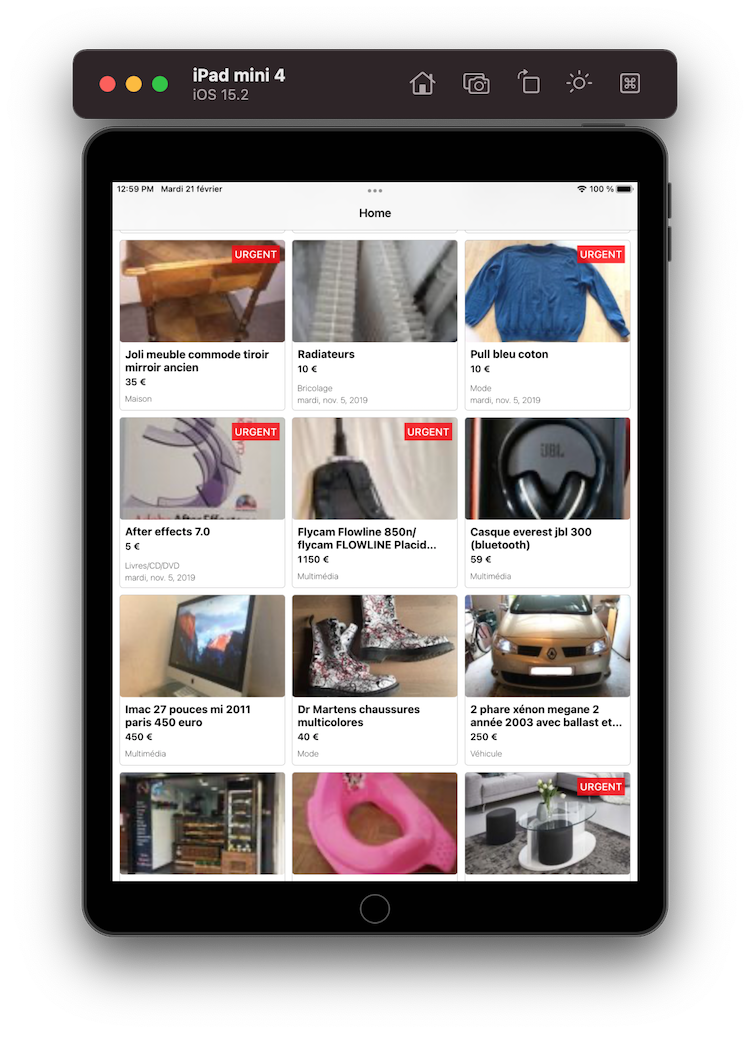 iPad mini 4
iOS 15.2
12:59 PM Mardi 21 février
100 %
Home
URGENT
URGENT
Joli meuble commode tiroir
mirroir ancien
35 €
Maison
Radiateurs
10 €
Bricolage
mardi, nov. 5, 2019
Pull bleu coton
10 €
Mode
mardi, nov. 5, 2019
URGENT
URGENT
JBL
After effects 7.0
5 €
Livres/CD/DVD
mardi, nov. 5, 2019
Flycam Flowline 850n/
flycam FLOWLINE Placid...
1150 €
Multimédia
Casque everest jbl 300
(bluetooth)
59 €
Multimédia
Imac 27 pouces mi 2011
paris 450 euro
450 €
Multimédia
Dr Martens chaussures
multicolores
40 €
Mode
2 phare xénon megane 2
année 2003 avec ballast et...
250 €
Véhicule
URGENT